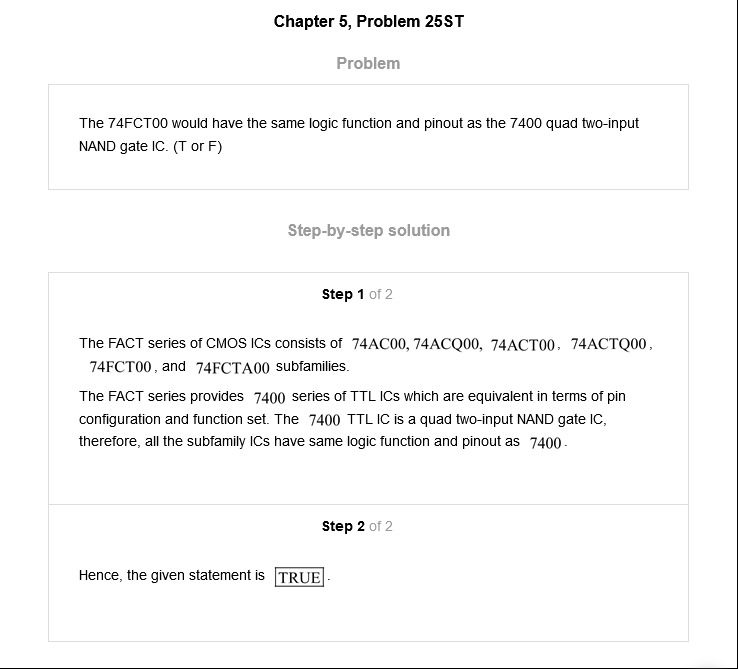 Chapter 5, Problem 25ST
Problem
The 74FCT00 would have the same logic function and pinout as the 7400 quad two-input
NAND gate IC. (T or F)
Step-by-step solution
Step 1 of 2
The FACT series of CMOS ICs consists of 74AC00, 74ACQ00, 74ACT00, 74ACTQ00,
74FCT00, and 74FCTA00 subfamilies.
The FACT series provides 7400 series of TTL ICs which are equivalent in terms of pin
configuration and function set. The 7400 TTL IC is a quad two-input NAND gate IC,
therefore, all the subfamily ICs have same logic function and pinout as 7400.
Step 2 of 2
Hence, the given statement is TRUE.